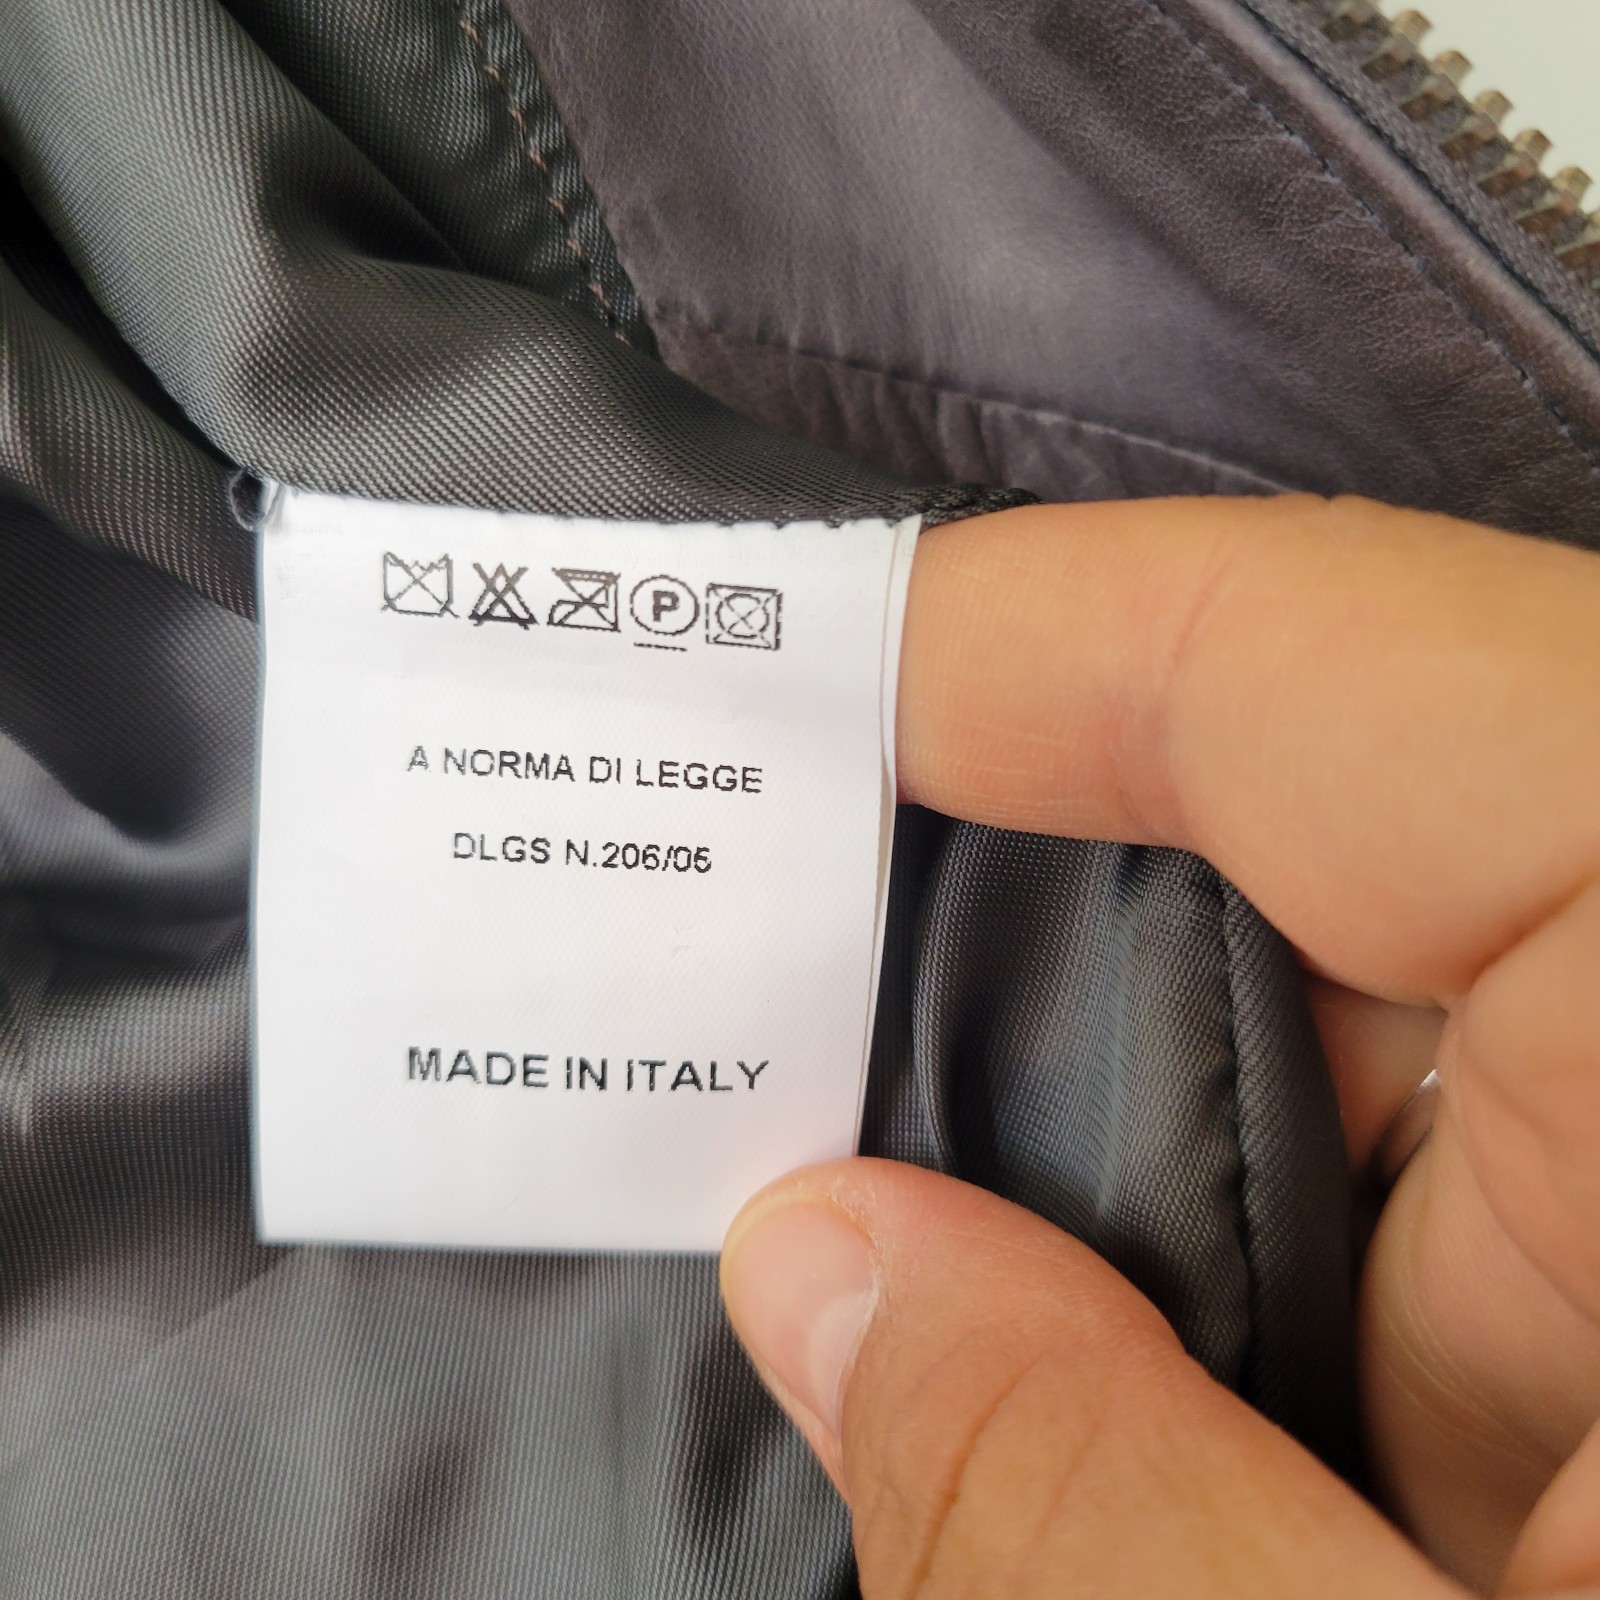 P
A NORMA DI LEGGE
DLGS N.206/05
MADE IN ITALY